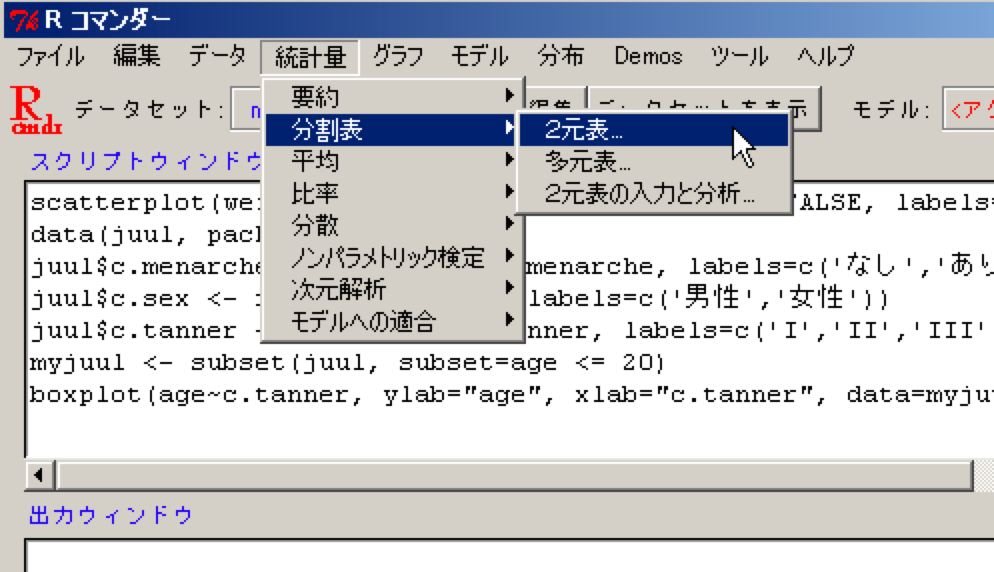 R コマンダー
ファイル 編集 データ 統計量 グラフ モデル 分布 Demos ツール ヘルプ
R cmdr データセット: 編集 データセットを表示 モデル: <アク
要約
分割表
平均
比率
分散
ノンパラメトリック検定
次元解析
モデルへの適合
2元表...
多元表...
2元表の入力と分析...
スクリプトウィンドウ
scatterplot(wei ALSE, labels=
data(juul, pack
juul$c.menarche menarche, labels=c('なし','あり
juul$c.sex <- labels=c('男性','女性'))
juul$c.tanner nner, labels=c('I','II','III'
myjuul <- subset(juul, subset=age <= 20)
boxplot(age~c.tanner, ylab="age", xlab="c.tanner", data=myju
出力ウィンドウ